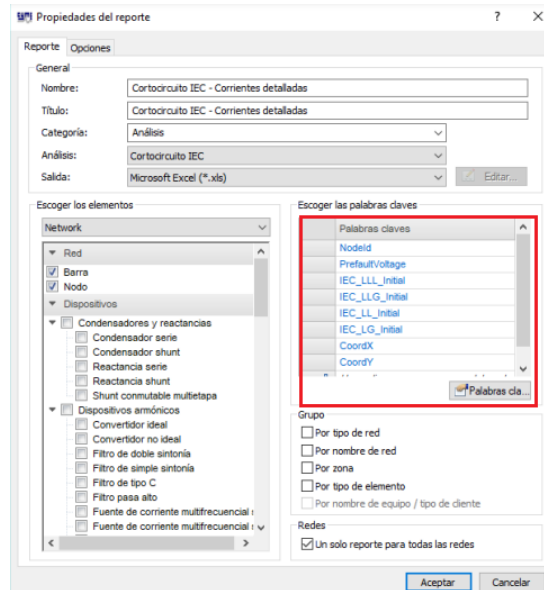 Propiedades del reporte
Reporte Opciones
General
Nombre: Cortocircuito IEC - Corrientes detalladas
Título: Cortocircuito IEC - Corrientes detalladas
Categoría: Análisis
Análisis: Cortocircuito IEC
Salida: Microsoft Excel (*.xls) Editar...
Escoger los elementos
Network
Red
Barra
Nodo
Dispositivos
Condensadores y reactancias
Condensador serie
Condensador shunt
Reactancia serie
Reactancia shunt
Shunt conmutable multietapa
Dispositivos armónicos
Convertidor ideal
Convertidor no ideal
Filtro de doble sintonía
Filtro de simple sintonía
Filtro de tipo C
Filtro pasa alto
Fuente de corriente multifrecuencial
Fuente de corriente multifrecuencial
Escoger las palabras claves
Palabras claves
NodeId
PrefaultVoltage
IEC_LLL_Initial
IEC_LLG_Initial
IEC_LL_Initial
IEC_LG_Initial
CoordX
CoordY
Palabras cla...
Grupo
Por tipo de red
Por nombre de red
Por zona
Por tipo de elemento
Por nombre de equipo / tipo de cliente
Redes
Un solo reporte para todas las redes
Aceptar Cancelar